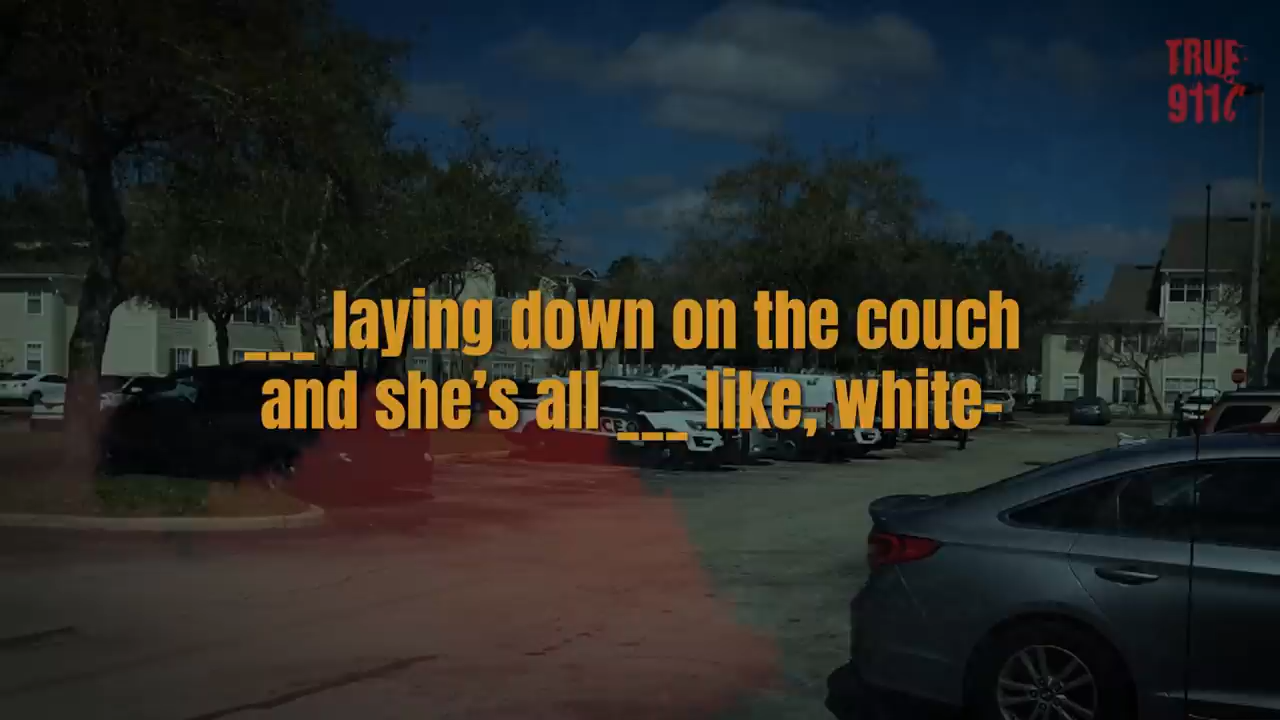 TRUE
911
___ laying down on the couch
and she’s all ___ like, white-